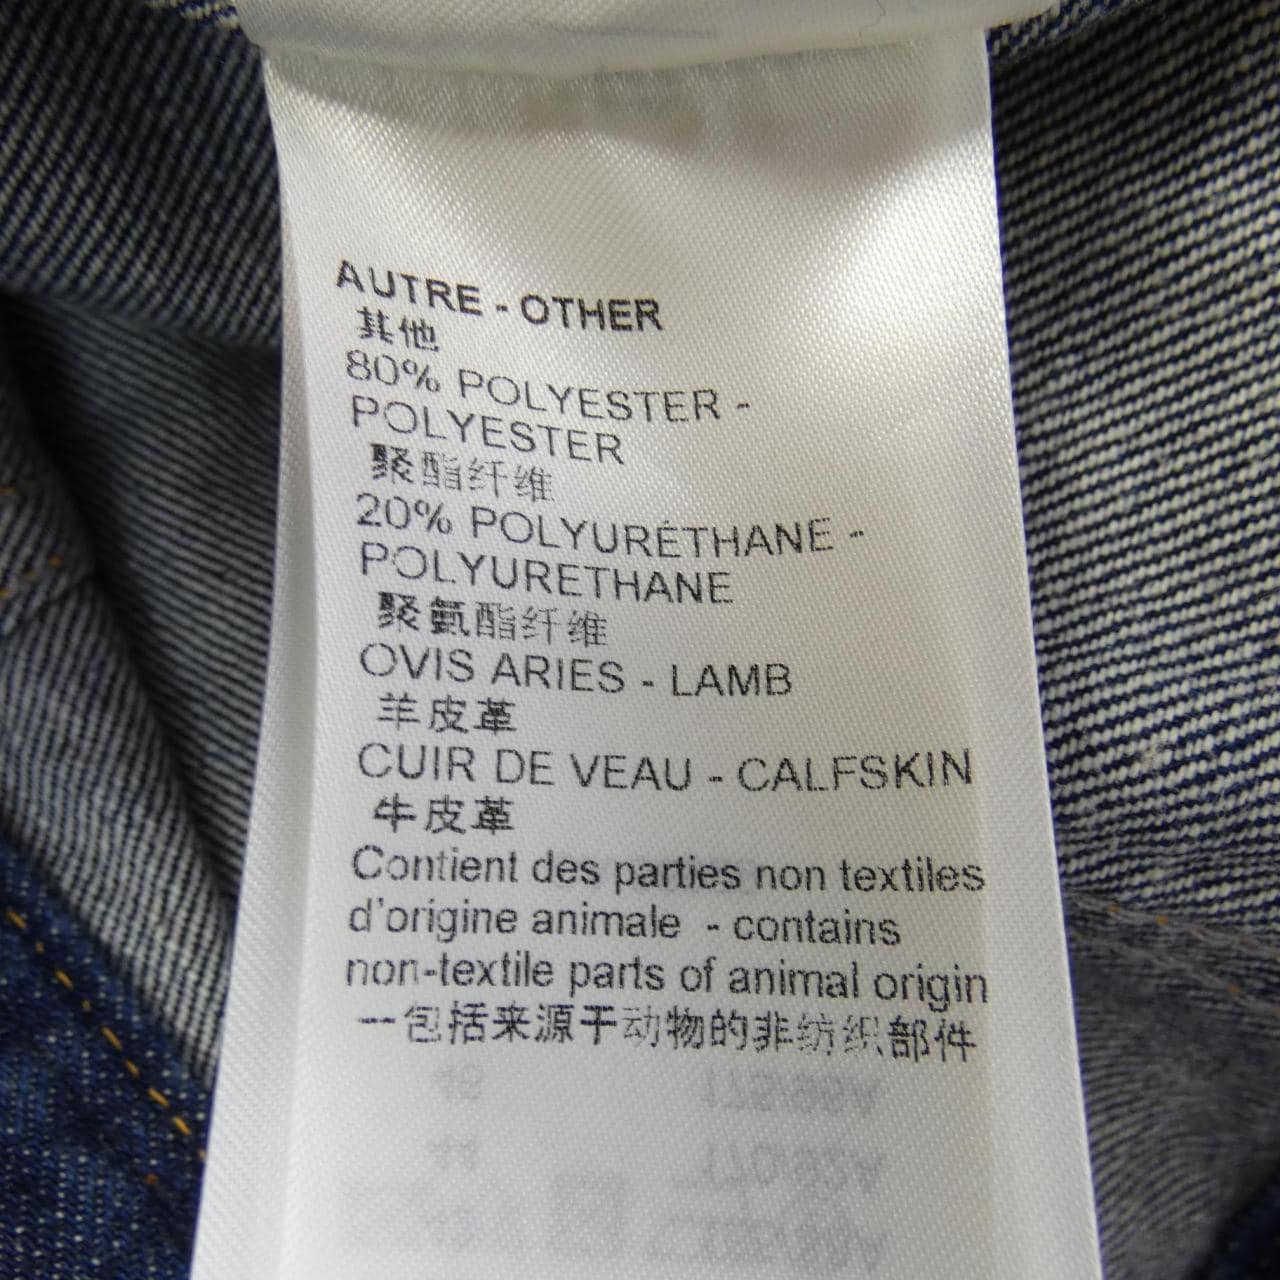 AUTRE - OTHER
其他
80% POLYESTER -
POLYESTER
聚酯纤维
20% POLYURÉTHANE -
POLYURETHANE
聚氨酯纤维
OVIS ARIES - LAMB
羊皮革
CUIR DE VEAU - CALFSKIN
牛皮革
Contient des parties non textiles
d'origine animale - contains
non-textile parts of animal origin
一包括来源于动物的非纺织部件